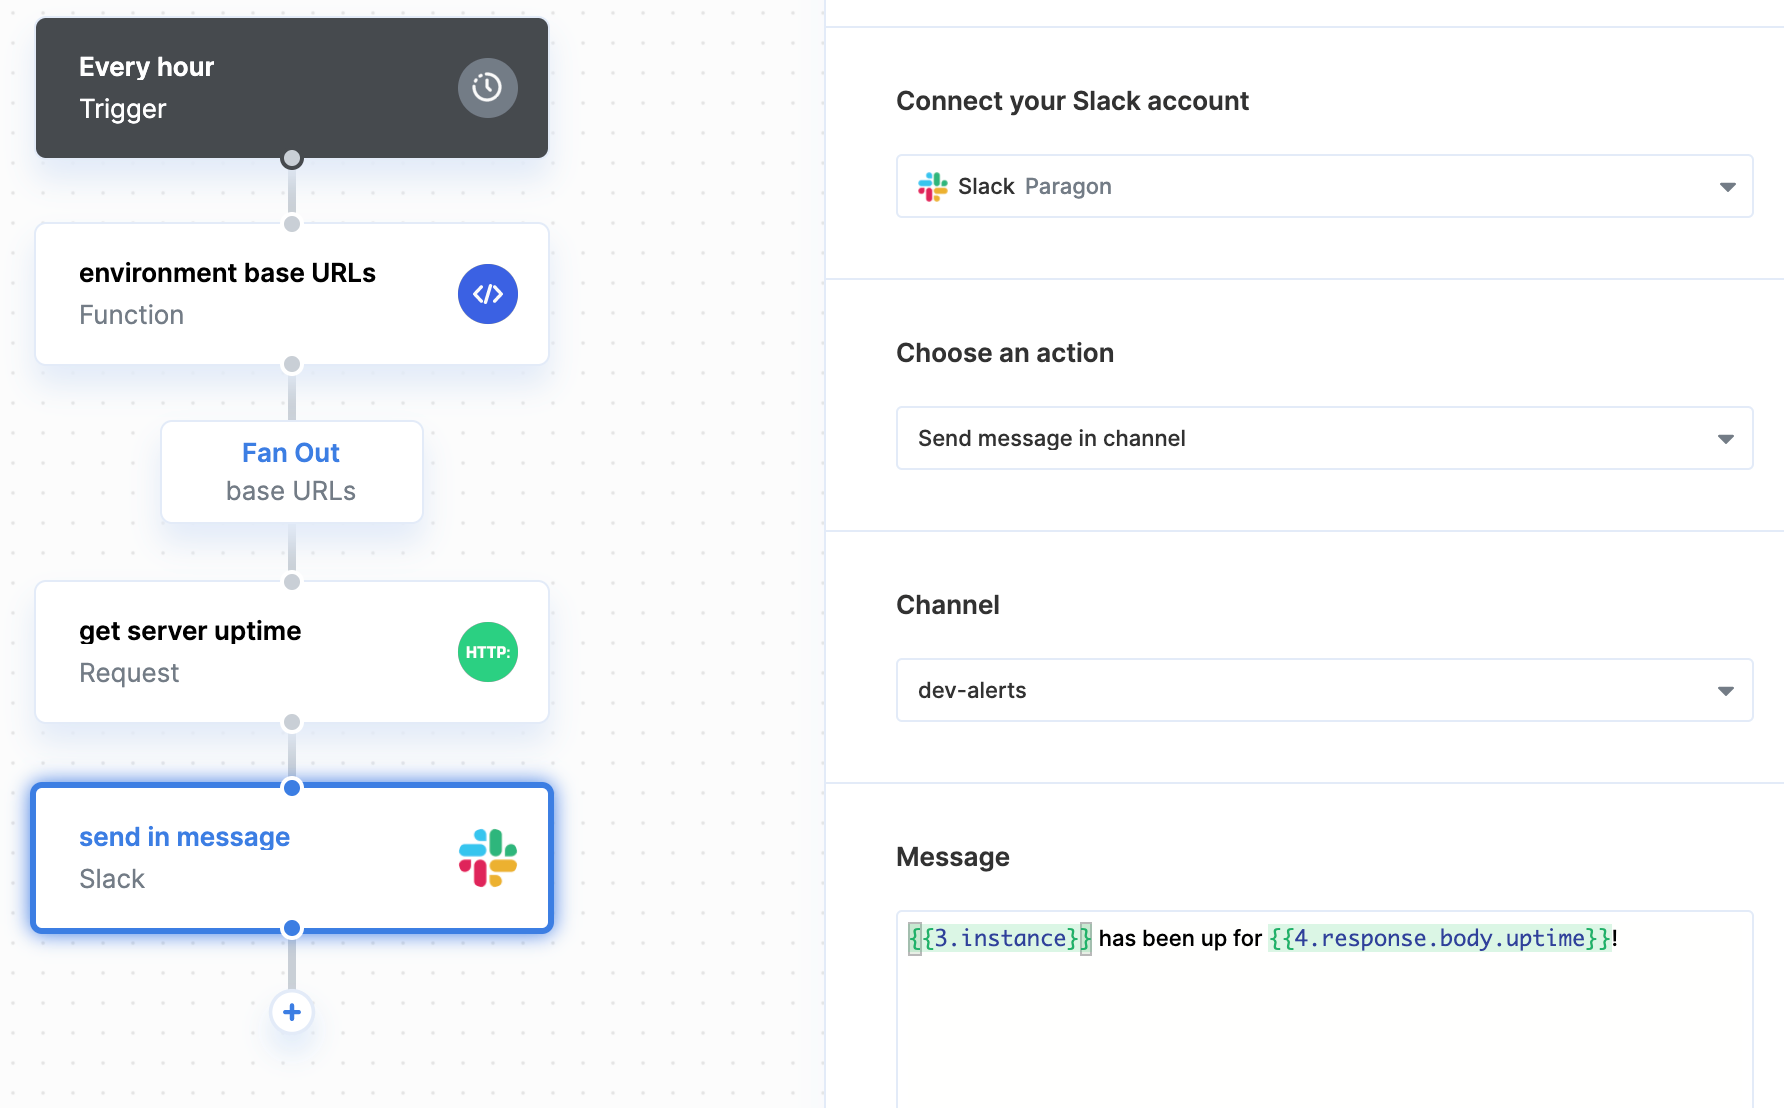 Every hour
Trigger
environment base URLs
Function
</>
Fan Out
base URLs
get server uptime
Request
HTTP:
send in message
Slack
+
Connect your Slack account
Slack Paragon
Choose an action
Send message in channel
Channel
dev-alerts
Message
{{3.instance}} has been up for {{4.response.body.uptime}}!